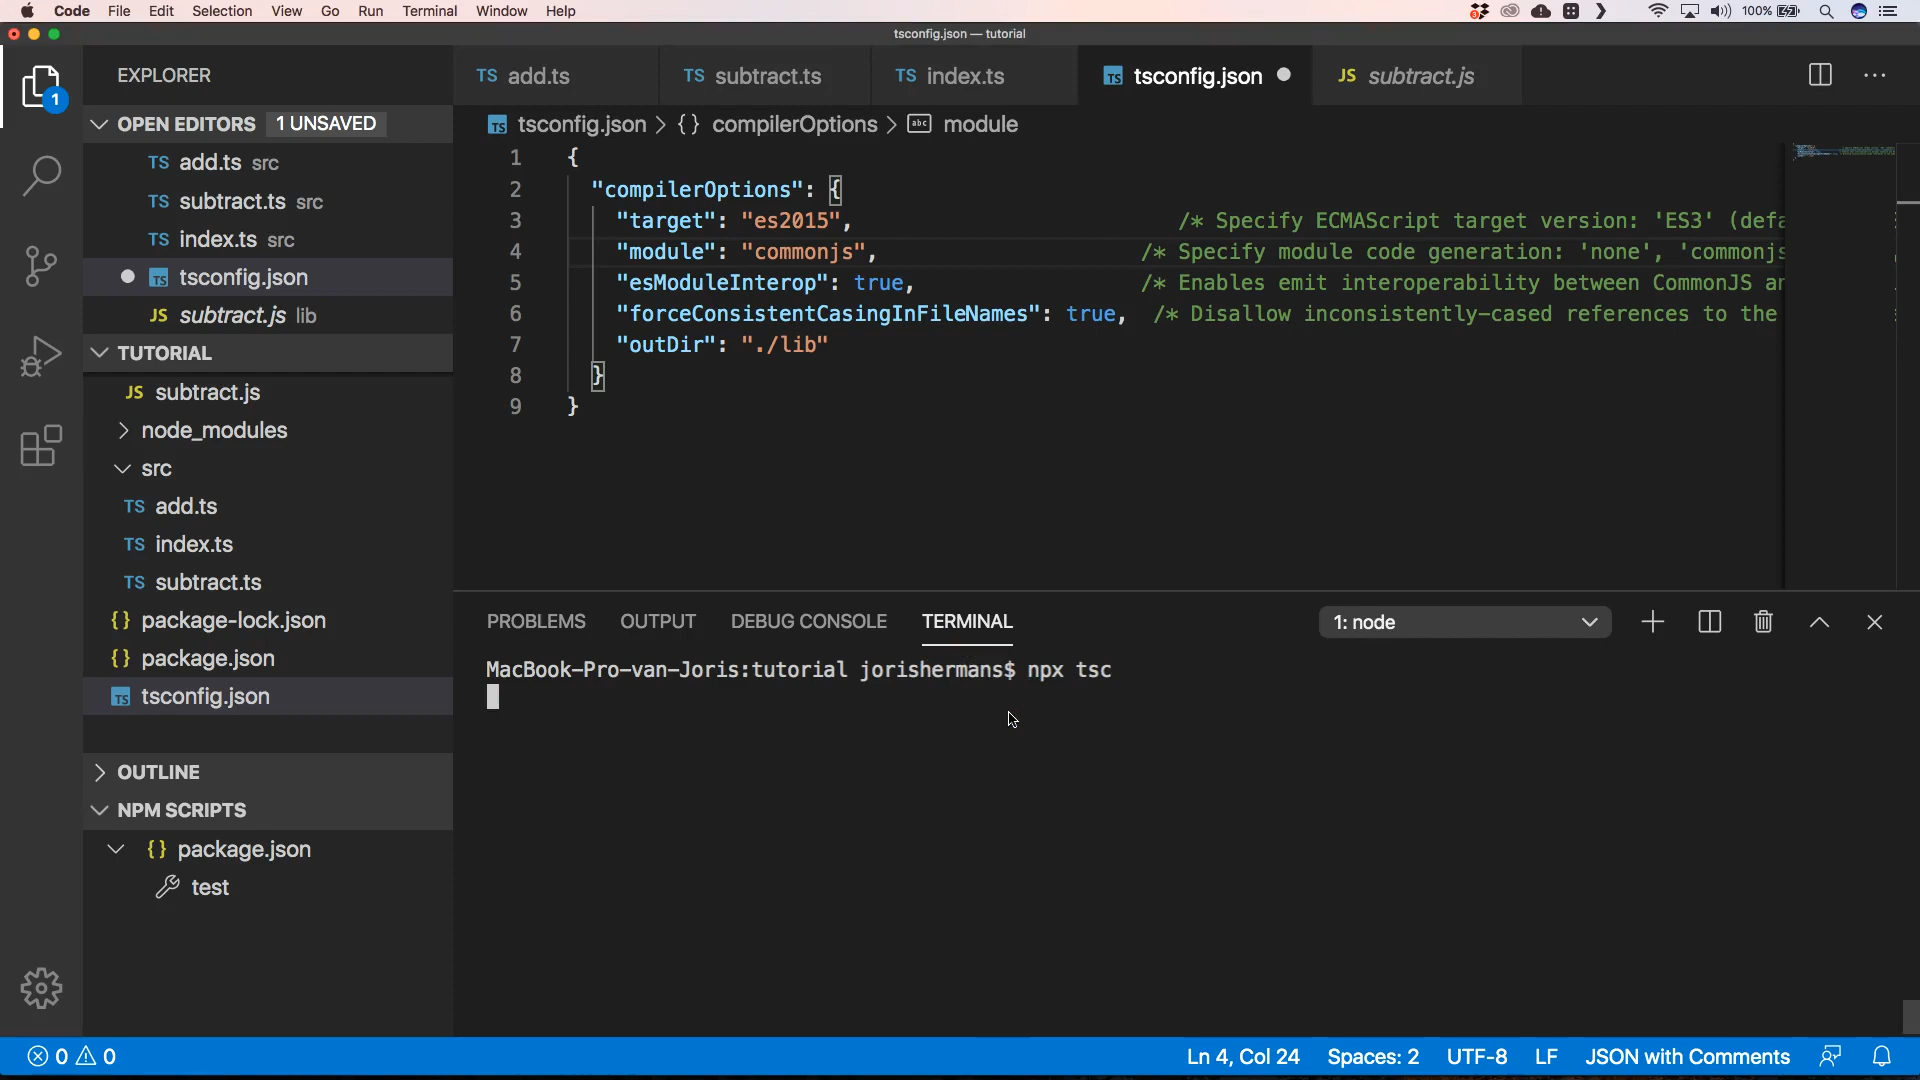 Code File Edit Selection View Go Run Terminal Window Help
3
100%
tsconfig.json — tutorial
1
EXPLORER
OPEN EDITORS 1 UNSAVED
TS add.ts src
TS subtract.ts src
TS index.ts src
TS tsconfig.json
JS subtract.js lib
TUTORIAL
JS subtract.js
node_modules
src
TS add.ts
TS index.ts
TS subtract.ts
{} package-lock.json
{} package.json
TS tsconfig.json
OUTLINE
NPM SCRIPTS
{} package.json
test
TS add.ts
TS subtract.ts
TS index.ts
TS tsconfig.json
JS subtract.js
TS tsconfig.json > {} compilerOptions > abc module
1 {
2 "compilerOptions": {
3 "target": "es2015", /* Specify ECMAScript target version: 'ES3' (defa
4 "module": "commonjs", /* Specify module code generation: 'none', 'commonjs
5 "esModuleInterop": true, /* Enables emit interoperability between CommonJS an
6 "forceConsistentCasingInFileNames": true, /* Disallow inconsistently-cased references to the
7 "outDir": "./lib"
8 }
9 }
PROBLEMS OUTPUT DEBUG CONSOLE TERMINAL
1: node
MacBook-Pro-van-Joris:tutorial jorishermans$ npx tsc
0 0
Ln 4, Col 24 Spaces: 2 UTF-8 LF JSON with Comments